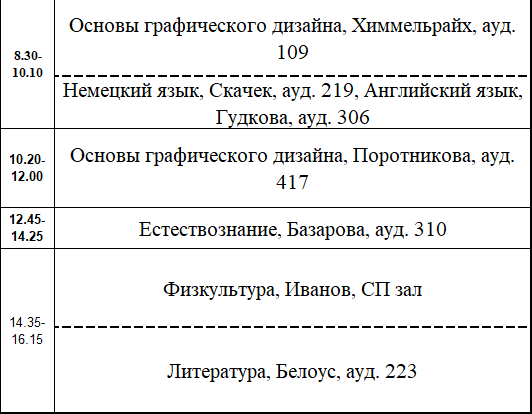 8.30-
10.10
Основы графического дизайна, Химмельрайх, ауд.
109
Немецкий язык, Скачек, ауд. 219, Английский язык,
Гудкова, ауд. 306
10.20-
12.00
Основы графического дизайна, Поротникова, ауд.
417
12.45-
14.25
Естествознание, Базарова, ауд. 310
14.35-
16.15
Физкультура, Иванов, СП зал
Литература, Белоус, ауд. 223